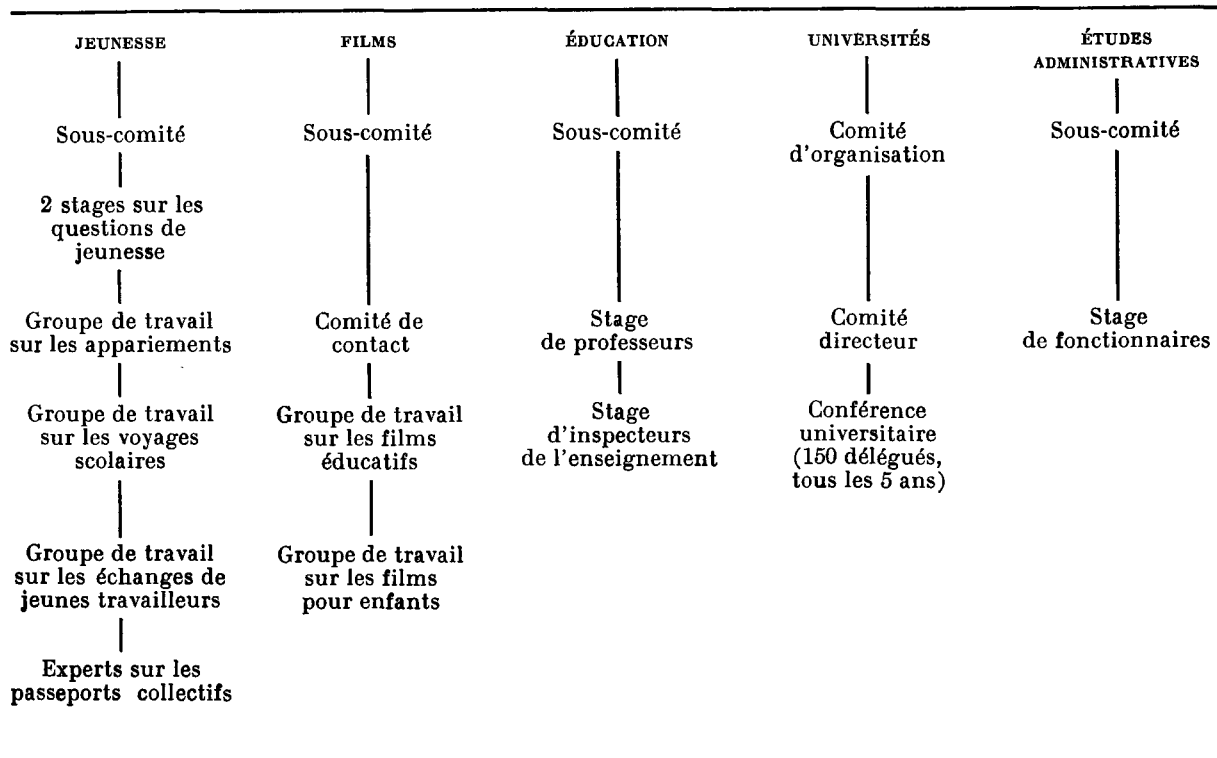 JEUNESSE
Sous-comité
2 stages sur les
questions de
jeunesse
Groupe de travail
sur les appariements
Groupe de travail
sur les voyages
scolaires
Groupe de travail
sur les échanges de
jeunes travailleurs
Experts sur les
passeports collectifs
FILMS
Sous-comité
Comité de
contact
Groupe de travail
sur les films
éducatifs
Groupe de travail
sur les films
pour enfants
ÉDUCATION
Sous-comité
Stage
de professeurs
Stage
d'inspecteurs
de l'enseignement
UNIVERSITÉS
Comité
d'organisation
Comité
directeur
Conférence
universitaire
(150 délégués,
tous les 5 ans)
ÉTUDES
ADMINISTRATIVES
Sous-comité
Stage
de fonctionnaires